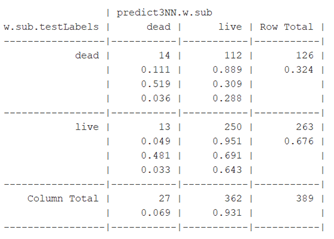 | predict3NN.w.sub
w.sub.testLabels | dead | live | Row Total |
-----------------|-----------|-----------|-----------|
dead | 14 | 112 | 126 |
| 0.111 | 0.889 | 0.324 |
| 0.519 | 0.309 | |
| 0.036 | 0.288 | |
-----------------|-----------|-----------|-----------|
live | 13 | 250 | 263 |
| 0.049 | 0.951 | 0.676 |
| 0.481 | 0.691 | |
| 0.033 | 0.643 | |
-----------------|-----------|-----------|-----------|
Column Total | 27 | 362 | 389 |
| 0.069 | 0.931 | |
-----------------|-----------|-----------|-----------|